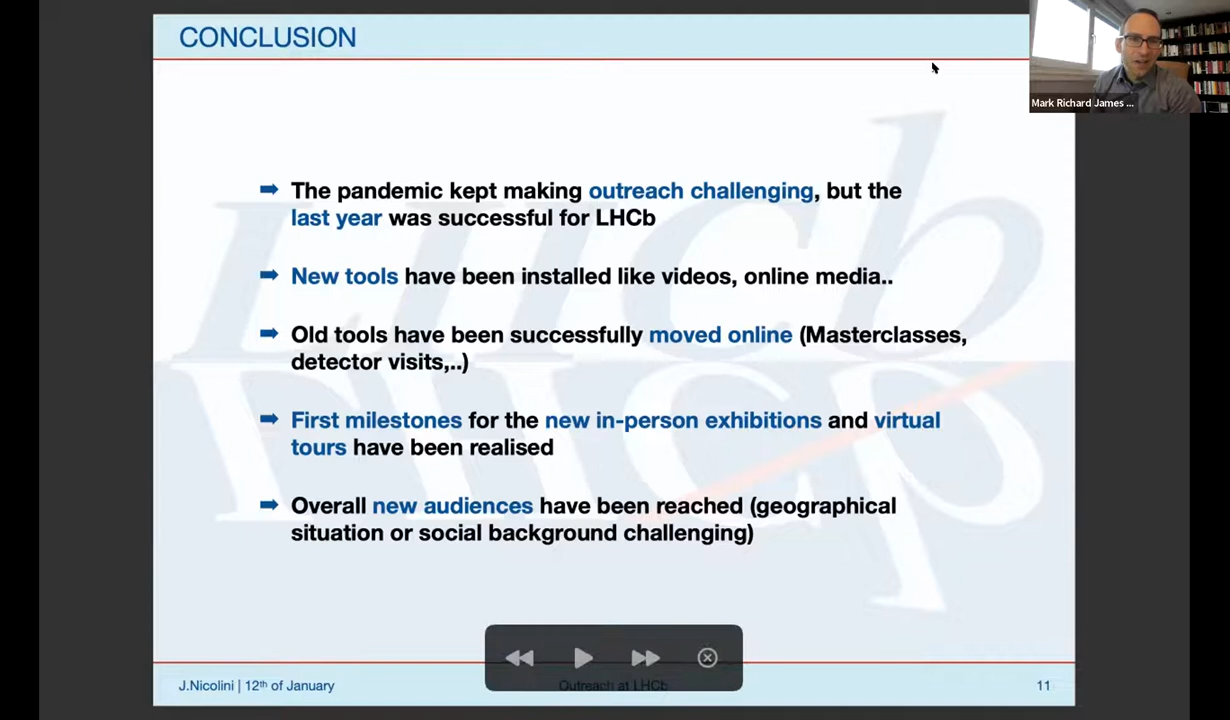 CONCLUSION
Mark Richard James ...
LHCb
LHCp
➡ The pandemic kept making outreach challenging, but the
last year was successful for LHCb
➡ New tools have been installed like videos, online media..
➡ Old tools have been successfully moved online (Masterclasses,
detector visits,..)
➡ First milestones for the new in-person exhibitions and virtual
tours have been realised
➡ Overall new audiences have been reached (geographical
situation or social background challenging)
J.Nicolini | 12th of January
Outreach at LHCb
11